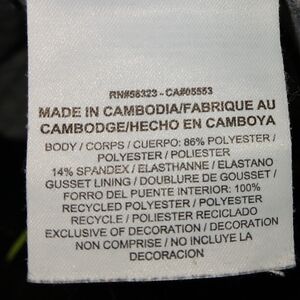 RN#56323 - CA#05553
MADE IN CAMBODIA/FABRIQUE AU
CAMBODGE/HECHO EN CAMBOYA
BODY / CORPS / CUERPO: 86% POLYESTER /
POLYESTER / POLIESTER
14% SPANDEX / ELASTHANNE / ELASTANO
GUSSET LINING / DOUBLURE DE GOUSSET /
FORRO DEL PUENTE INTERIOR: 100%
RECYCLED POLYESTER / POLYESTER
RECYCLE / POLIESTER RECICLADO
EXCLUSIVE OF DECORATION / DECORATION
NON COMPRISE / NO INCLUYE LA
DECORACION